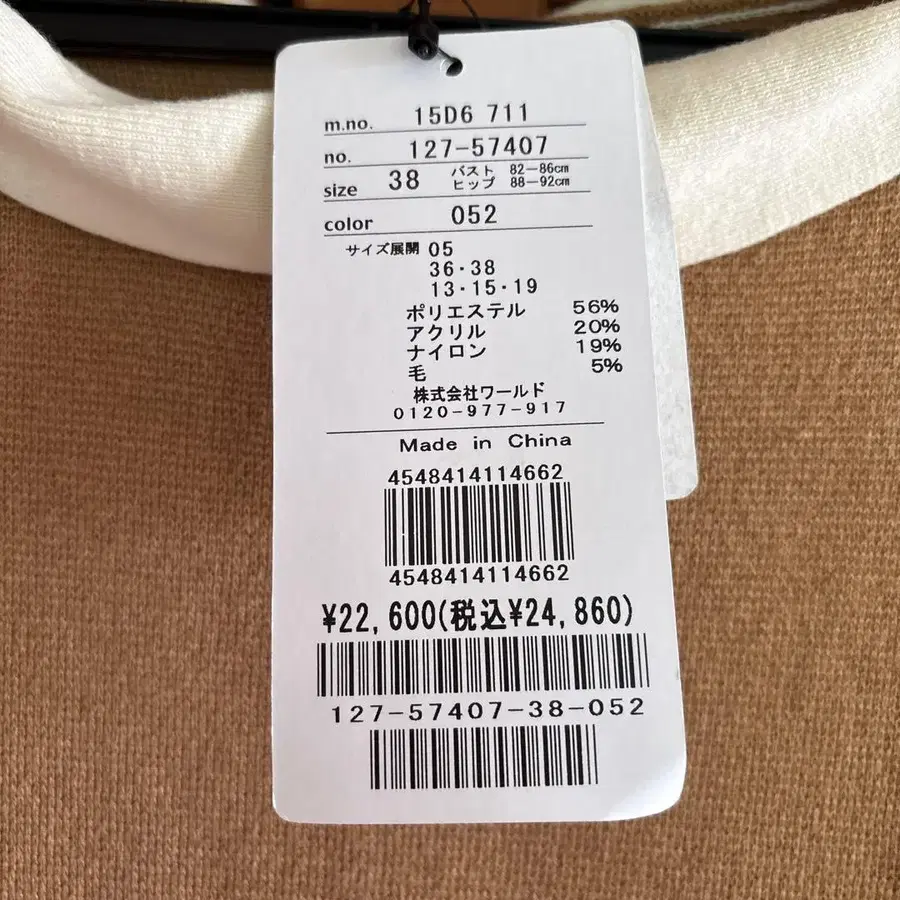 m.no. 15D6 711
no. 127-57407
size 38 バスト 82-86cm
ヒップ 88-92cm
color 052
サイズ展開 05
36・38
13・15・19
ポリエステル 56%
アクリル 20%
ナイロン 19%
毛 5%
株式会社ワールド
0120-977-917
Made in China
4548414114662
4548414114662
¥22,600(税込¥24,860)
127-57407-38-052